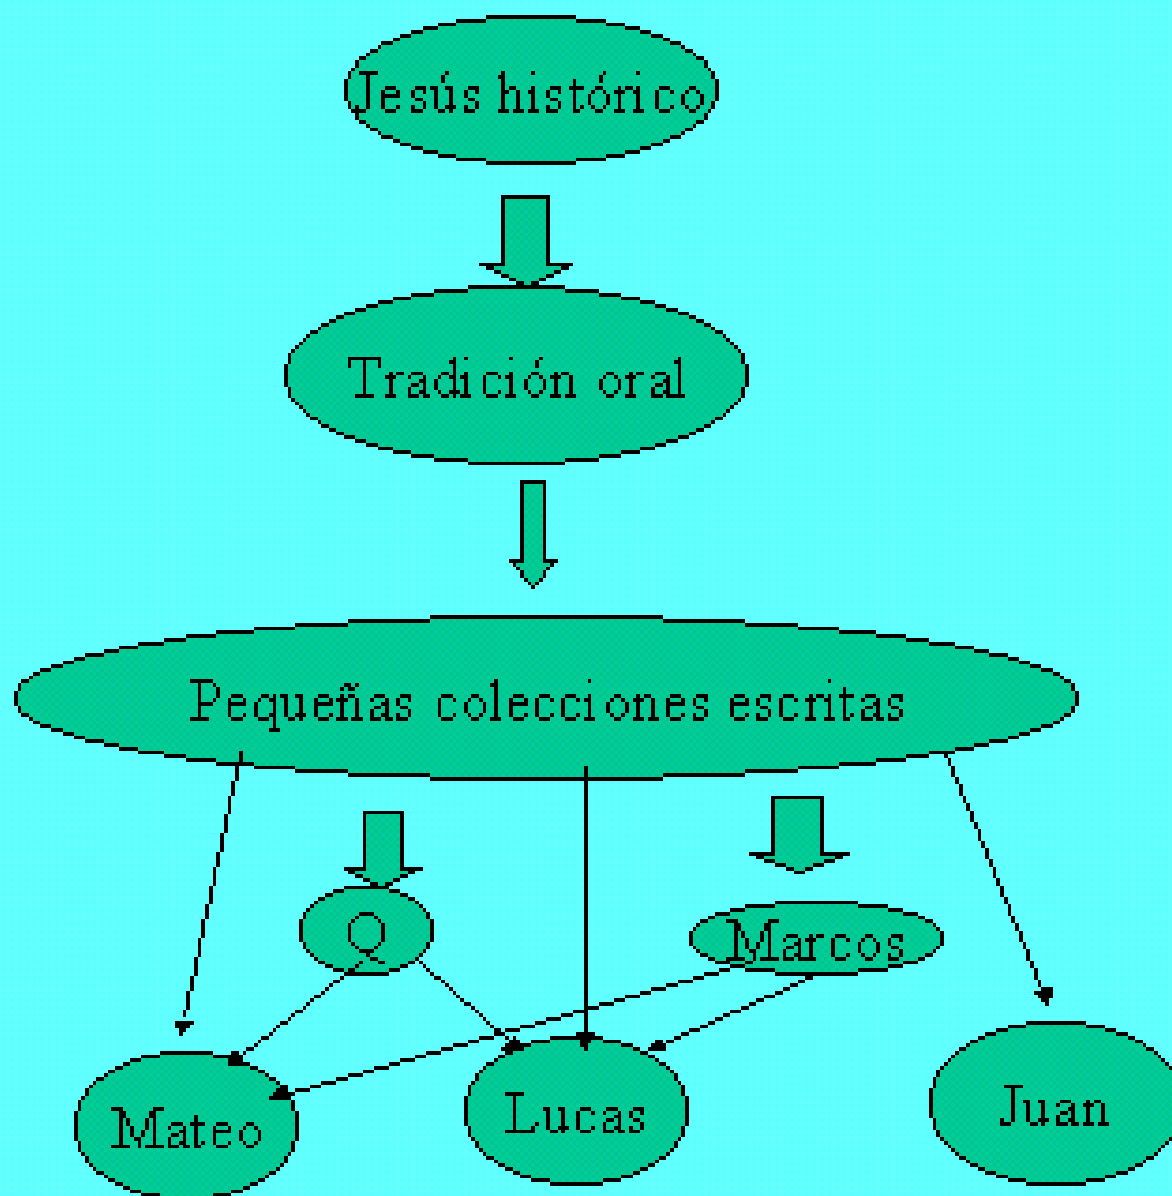 Jesús histórico
Tradición oral
Pequeñas colecciones escritas
Q
Marcos
Mateo
Lucas
Juan